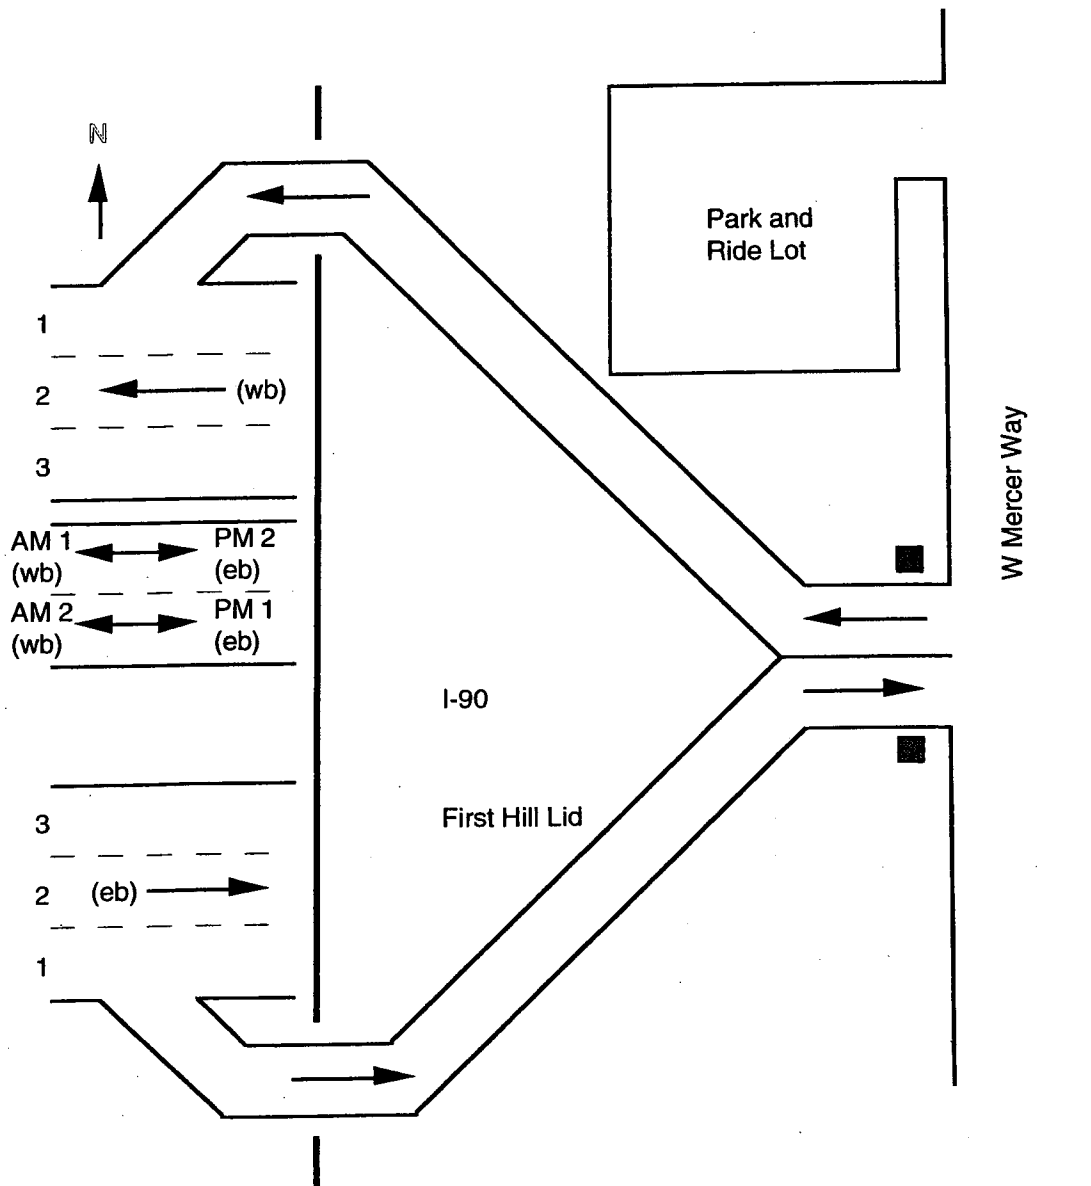 N
Park and
Ride Lot
1
2
(wb)
3
W Mercer Way
AM 1
(wb)
PM 2
(eb)
AM 2
(wb)
PM 1
(eb)
I-90
First Hill Lid
3
2
(eb)
1